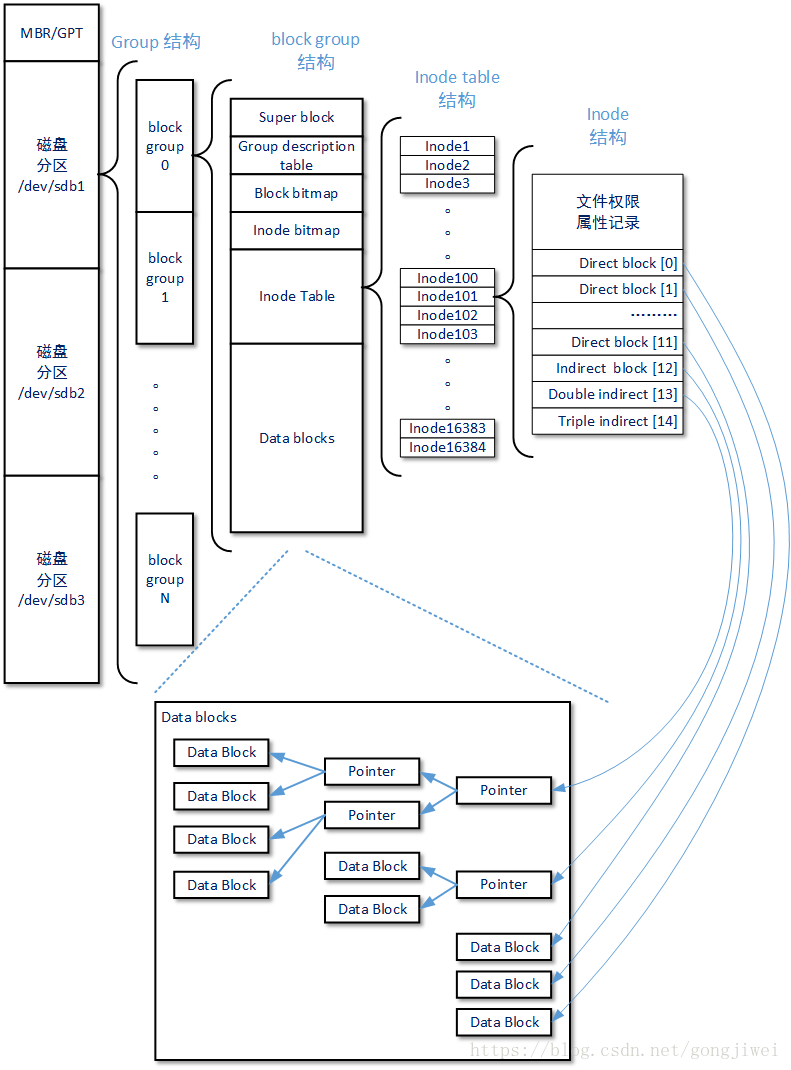 MBR/GPT
磁盘
分区
/dev/sdb1
磁盘
分区
/dev/sdb2
磁盘
分区
/dev/sdb3
Group 结构
block
group
0
block
group
1
。
。
。
。
。
block
group
N
block group
结构
Super block
Group description
table
Block bitmap
Inode bitmap
Inode Table
Data blocks
Inode table
结构
Inode1
Inode2
Inode3
。
。
。
Inode100
Inode101
Inode102
Inode103
。
。
。
Inode16383
Inode16384
Inode
结构
文件权限
属性记录
Direct block [0]
Direct block [1]
………
Direct block [11]
Indirect block [12]
Double indirect [13]
Triple indirect [14]
Data blocks
Data Block
Data Block
Data Block
Data Block
Pointer
Pointer
Pointer
Data Block
Data Block
Pointer
Data Block
Data Block
Data Block
https://blog.csdn.net/gongjiwei